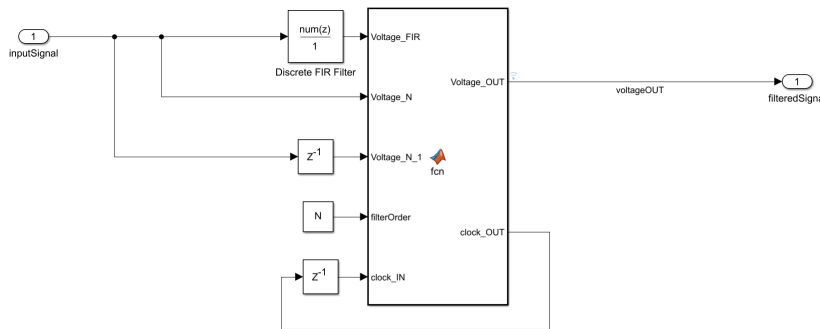 num(z)
1
Discrete FIR Filter
1
inputSignal
Voltage_FIR
Voltage_N
Voltage_OUT
voltageOUT
1
filteredSigna
Z-1
Voltage_N_1
fcn
N
filterOrder
clock_OUT
Z-1
clock_IN